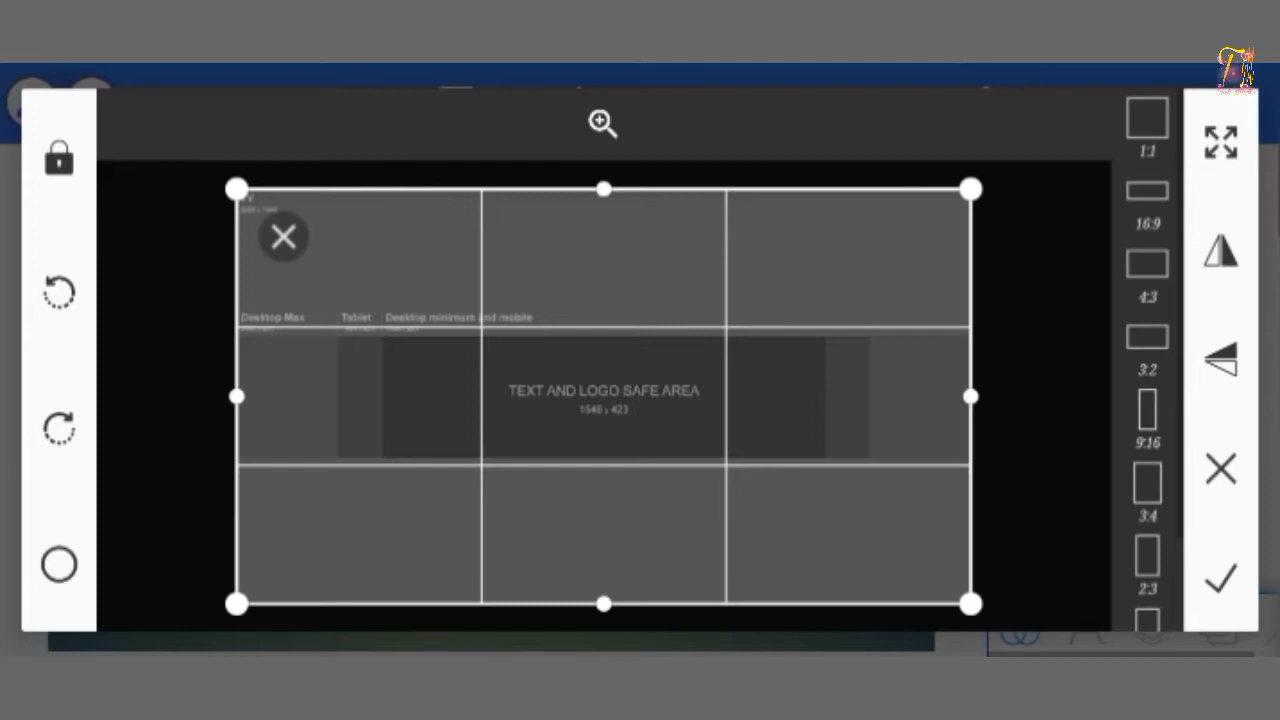 1:1
16:9
4:3
Desktop Max Tablet Desktop minimum and mobile
3:2
TEXT AND LOGO SAFE AREA
1546 x 423
9:16
3:4
2:3